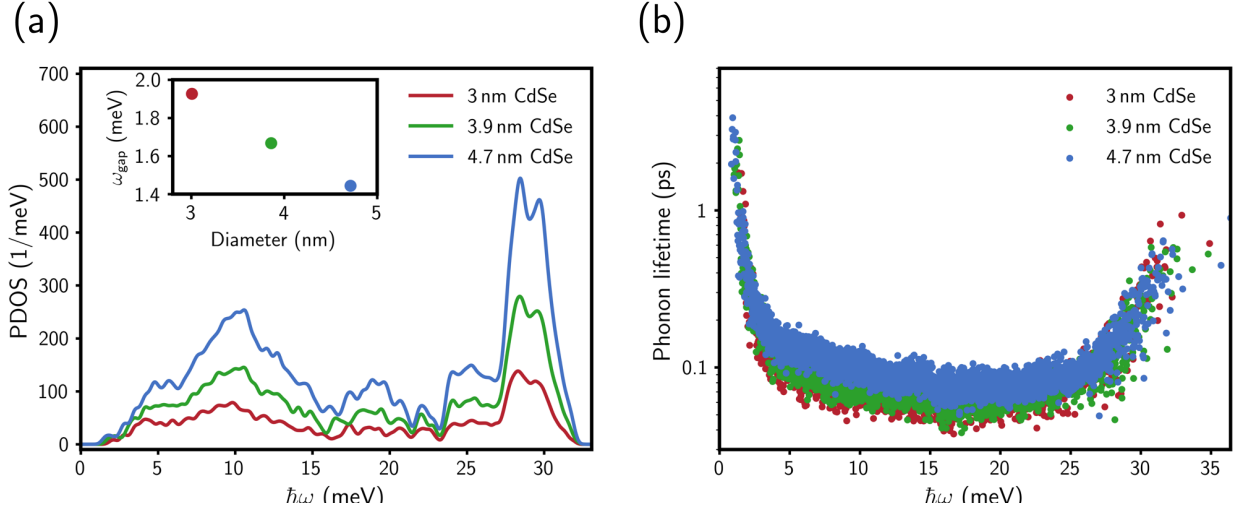 (a)
700
600
500
400
300
200
100
0
PDOS (1/meV)
0 5 10 15 20 25 30
ℏω (meV)
2.0
1.8
1.6
1.4
ω_gap (meV)
3 4 5
Diameter (nm)
3 nm CdSe
3.9 nm CdSe
4.7 nm CdSe
(b)
1
0.1
Phonon lifetime (ps)
0 5 10 15 20 25 30 35
ℏω (meV)
3 nm CdSe
3.9 nm CdSe
4.7 nm CdSe